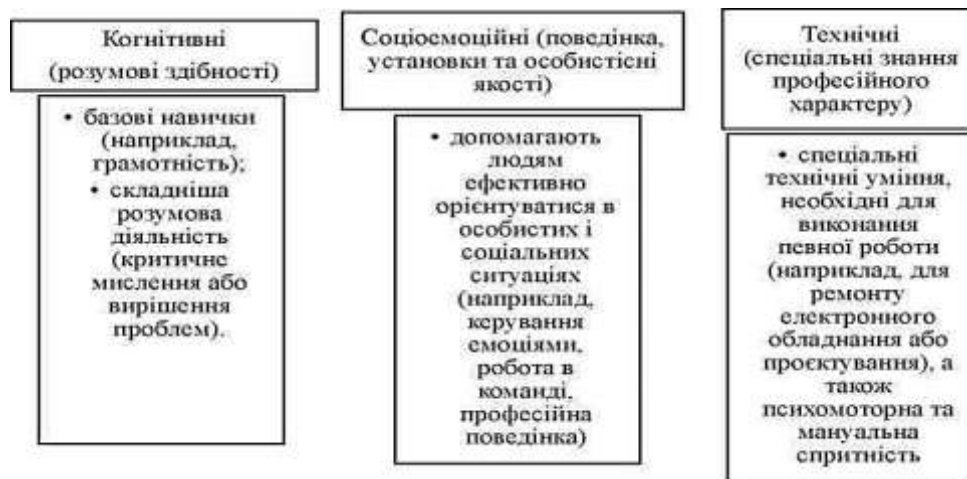 Когнітивні
(розумові здібності)
• базові навички
(наприклад,
грамотність);
• складніша
розумова
діяльність
(критичне
мислення або
вирішення
проблем).
Соціоемоційні (поведінка,
установки та особистісні
якості)
• допомагають
людям
ефективно
орієнтуватися в
особистих і
соціальних
ситуаціях
(наприклад,
керування
емоціями,
робота в
команді,
професійна
поведінка)
Технічні
(спеціальні знання
професійного
характеру)
• спеціальні
технічні уміння,
необхідні для
виконання
певної роботи
(наприклад, для
ремонту
електронного
обладнання або
проєктування), а
також
психомоторна та
мануальна
спритність